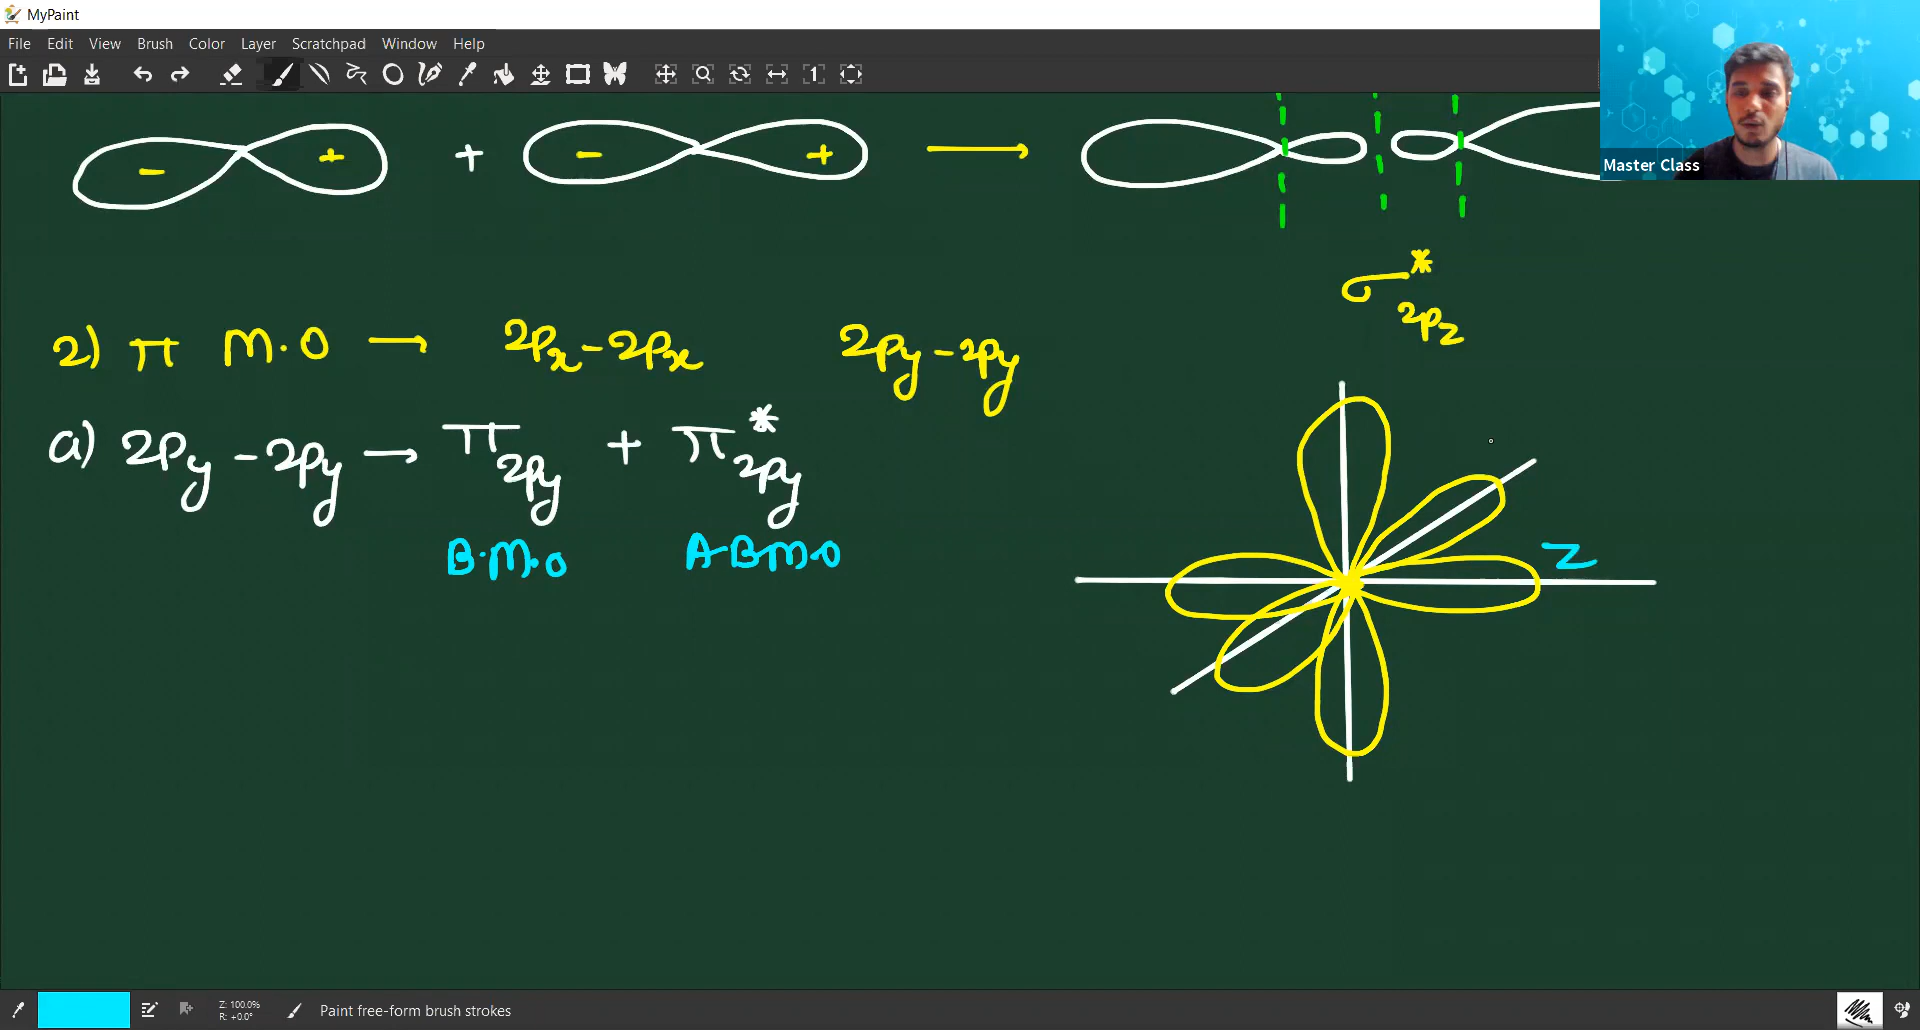 MyPaint
File Edit View Brush Color Layer Scratchpad Window Help
Master Class
- + + - +
σ*2pz
2) π M.O → 2px-2px 2py-2py
a) 2py-2py → π2py + π*2py
B.M.O A.B.M.O
Z
Z: 100.0%
R: +0.0°
Paint free-form brush strokes